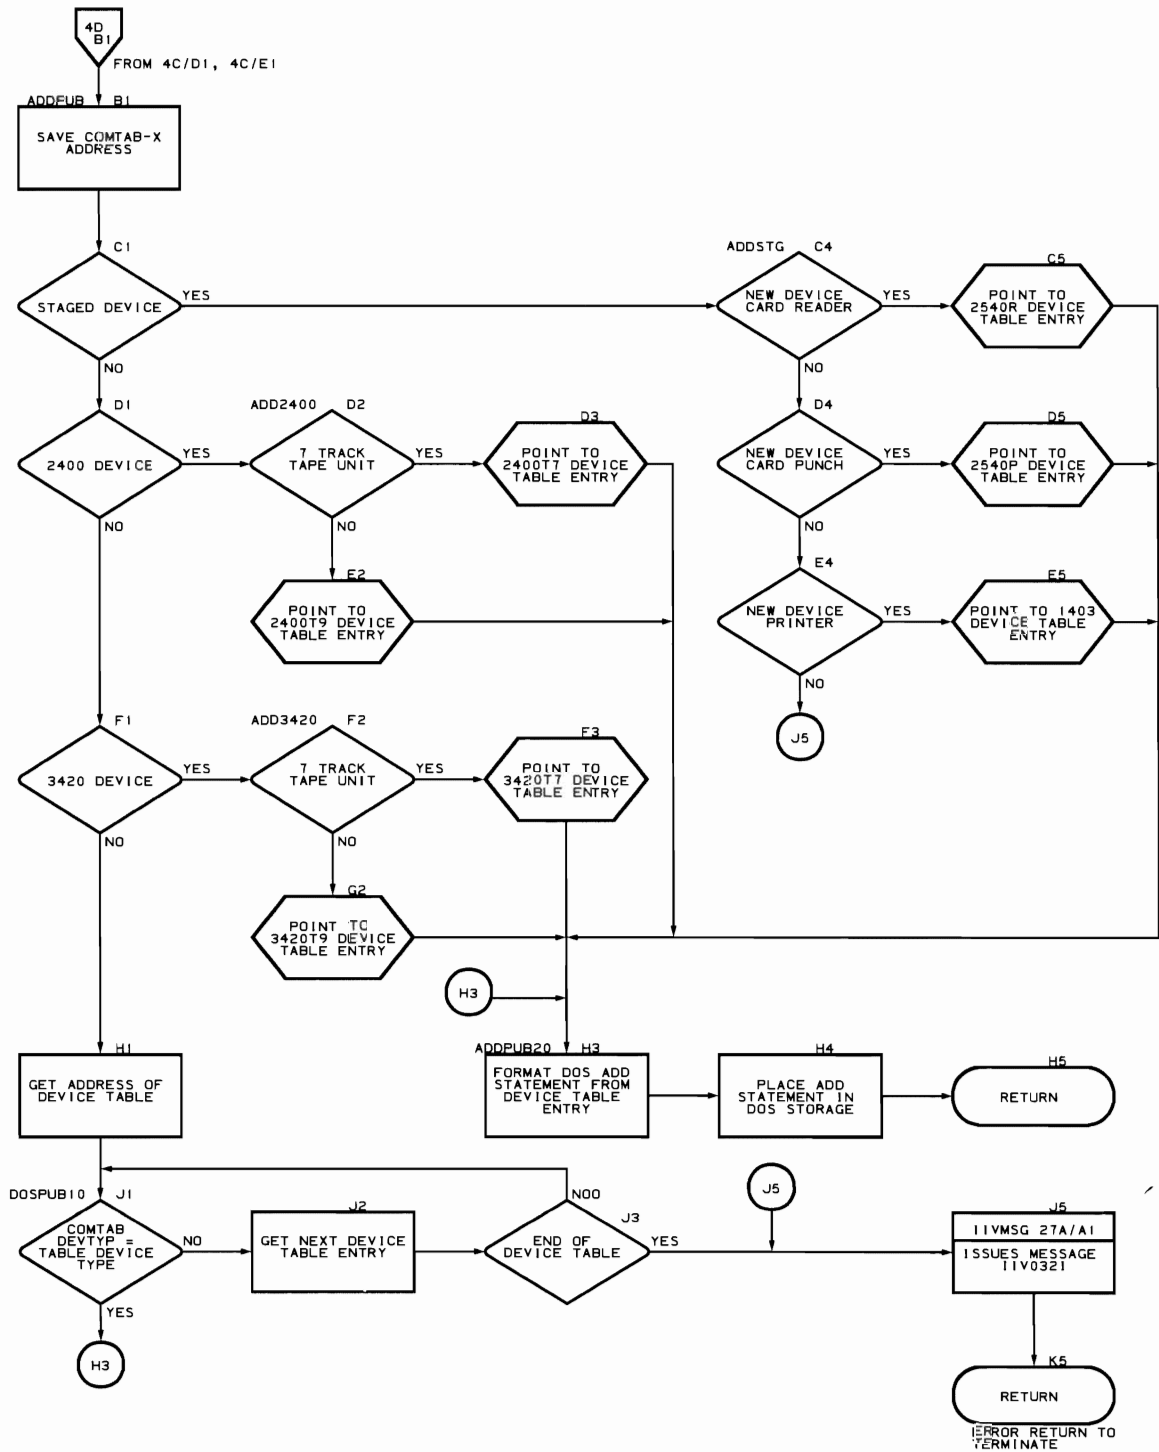 4D
B1
FROM 4C/D1, 4C/E1
ADDPUB B1
SAVE COMTAB-X
ADDRESS
C1
STAGED DEVICE
YES
NO
ADDSTG C4
NEW DEVICE
CARD READER
YES
NO
C5
POINT TO
2540R DEVICE
TABLE ENTRY
D1
2400 DEVICE
YES
NO
ADD2400 D2
7 TRACK
TAPE UNIT
YES
NO
D3
POINT TO
2400T7 DEVICE
TABLE ENTRY
D4
NEW DEVICE
CARD PUNCH
YES
NO
D5
POINT TO
2540P DEVICE
TABLE ENTRY
E2
POINT TO
2400T9 DEVICE
TABLE ENTRY
E4
NEW DEVICE
PRINTER
YES
NO
E5
POINT TO 1403
DEVICE TABLE
ENTRY
J5
F1
3420 DEVICE
YES
NO
ADD3420 F2
7 TRACK
TAPE UNIT
YES
NO
F3
POINT TO
3420T7 DEVICE
TABLE ENTRY
G2
POINT TO
3420T9 DEVICE
TABLE ENTRY
H3
H1
GET ADDRESS OF
DEVICE TABLE
ADDPUB20 H3
FORMAT DOS ADD
STATEMENT FROM
DEVICE TABLE
ENTRY
H4
PLACE ADD
STATEMENT IN
DOS STORAGE
H5
RETURN
DOSPUB10 J1
COMTAB
DEVTYP =
TABLE DEVICE
TYPE
NO
YES
J2
GET NEXT DEVICE
TABLE ENTRY
NOO
J3
END OF
DEVICE TABLE
YES
J5
J5
IIVMSG 27A/A1
ISSUES MESSAGE
IIV0321
H3
K5
RETURN
ERROR RETURN TO
TERMINATE